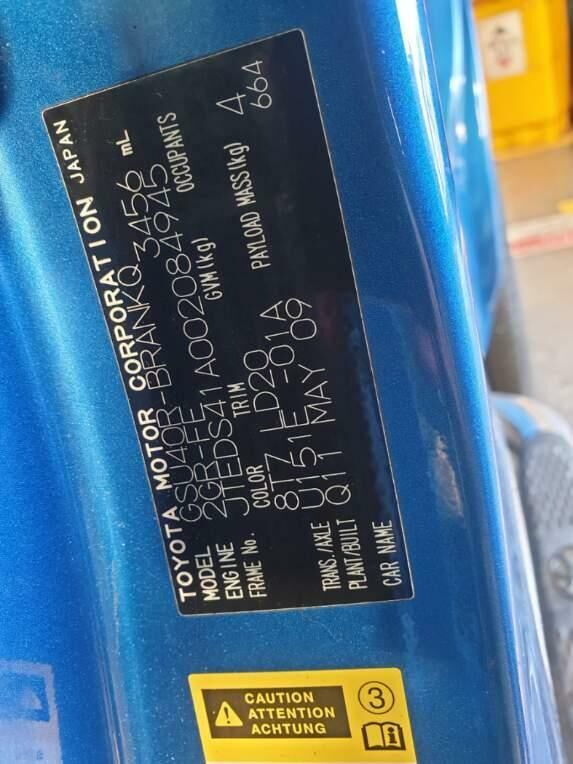 TOYOTA MOTOR CORPORATION JAPAN
MODEL GSU40R-BRANKQ
ENGINE 2GR-FE 3456 mL
FRAME No. JTEDS41A002084945
COLOR TRIM GVM(kg) OCCUPANTS 4
8T7 LD20 PAYLOAD MASS(kg) 664
TRANS./AXLE U151E -01A
PLANT/BUILT Q11 MAY 09
CAR NAME
CAUTION
ATTENTION
ACHTUNG
3